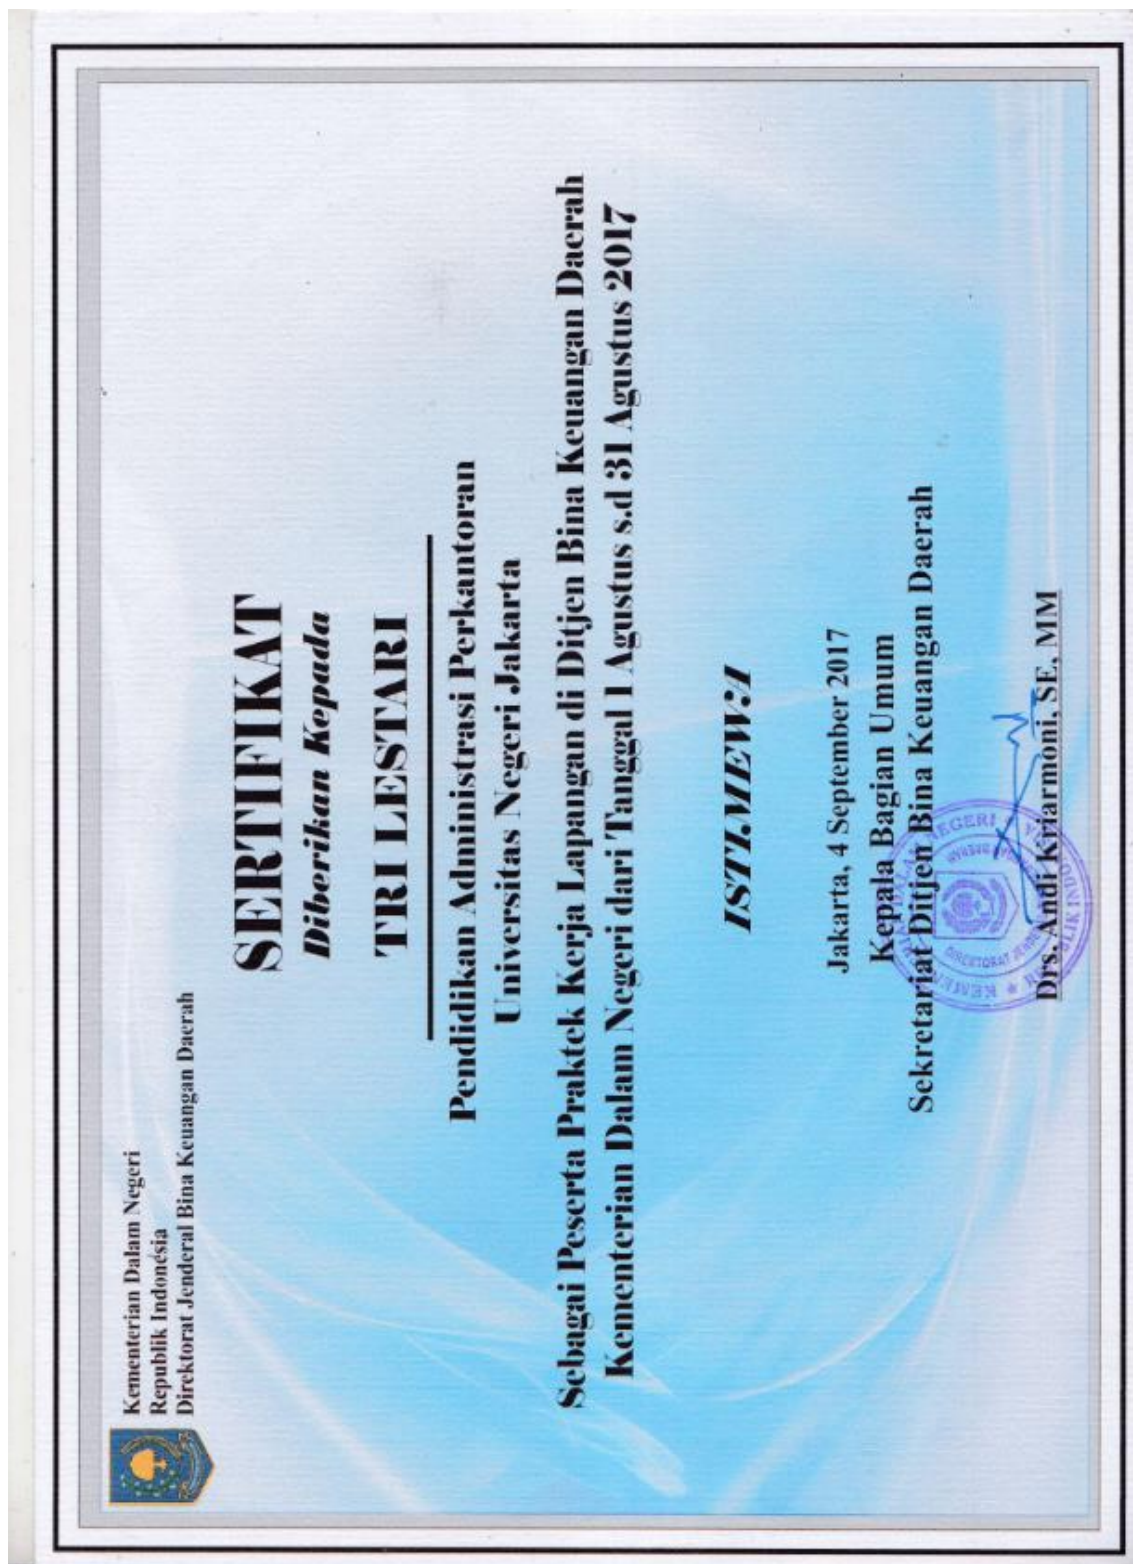 Kementerian Dalam Negeri
Republik Indonesia
Direktorat Jenderal Bina Keuangan Daerah
SERTIFIKAT
Diberikan Kepada
TRI LESTARI
Pendidikan Administrasi Perkantoran
Universitas Negeri Jakarta
Sebagai Peserta Praktek Kerja Lapangan di Ditjen Bina Keuangan Daerah
Kementerian Dalam Negeri dari Tanggal 1 Agustus s.d 31 Agustus 2017
ISTIMEWA
Jakarta, 4 September 2017
Kepala Bagian Umum
Sekretariat Ditjen Bina Keuangan Daerah
Drs. Andi Kriarmoni, SE, MM
DIREKTORAT